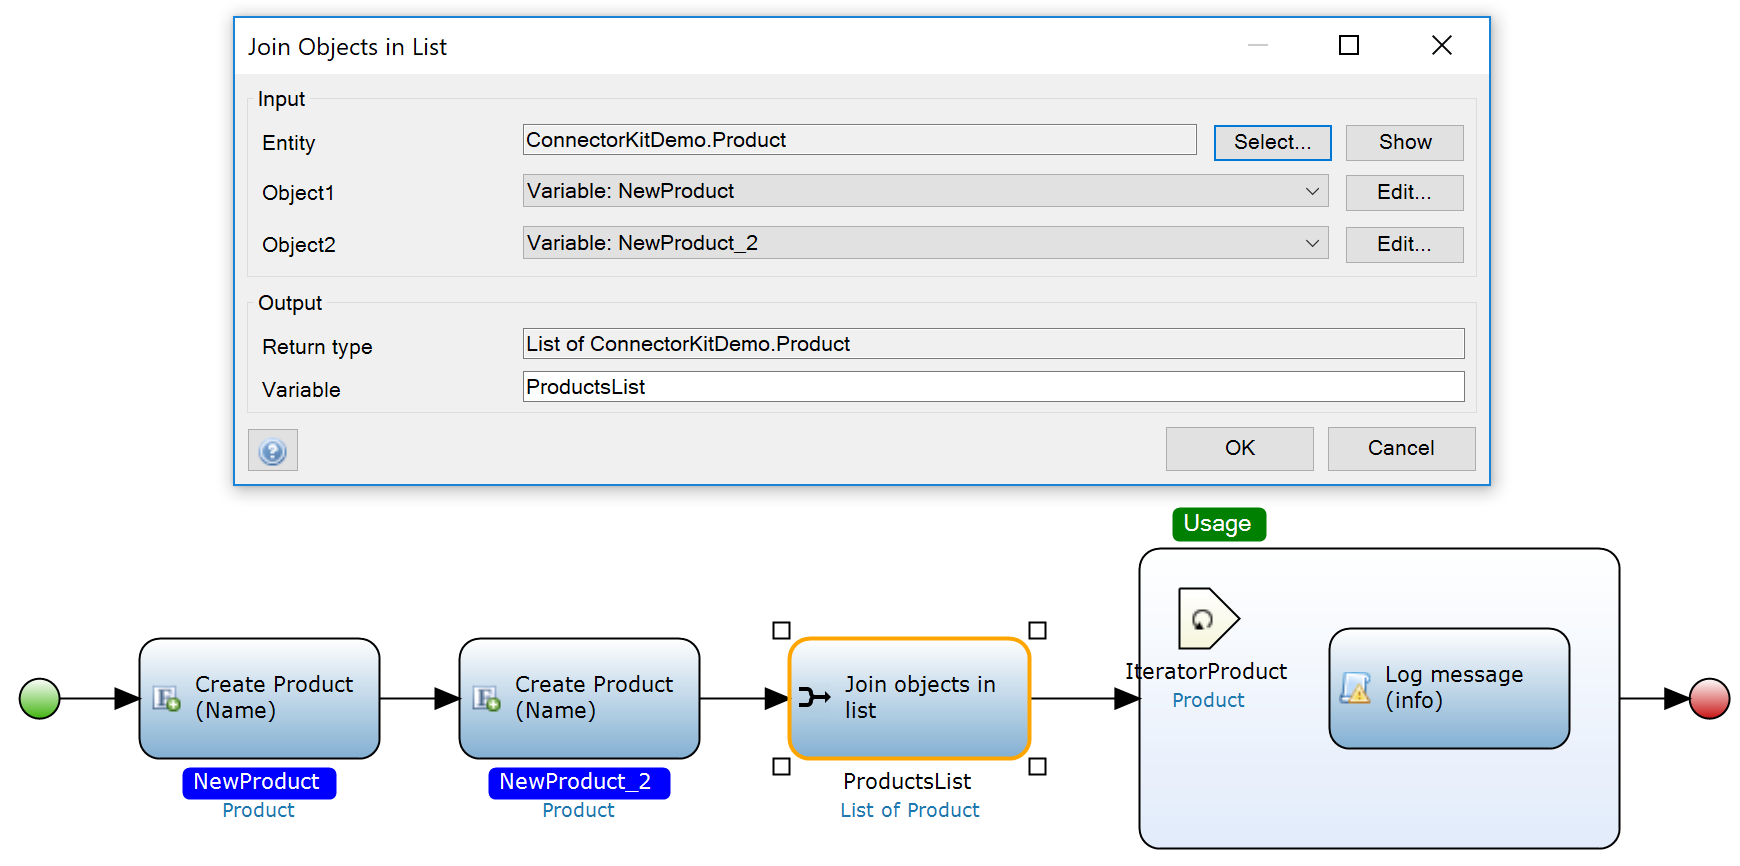 Join Objects in List
Input
Entity
ConnectorKitDemo.Product
Select...
Show
Object1
Variable: NewProduct
Edit...
Object2
Variable: NewProduct_2
Edit...
Output
Return type
List of ConnectorKitDemo.Product
Variable
ProductsList
OK
Cancel
Usage
Create Product
(Name)
NewProduct
Product
Create Product
(Name)
NewProduct_2
Product
Join objects in
list
ProductsList
List of Product
IteratorProduct
Product
Log message
(info)